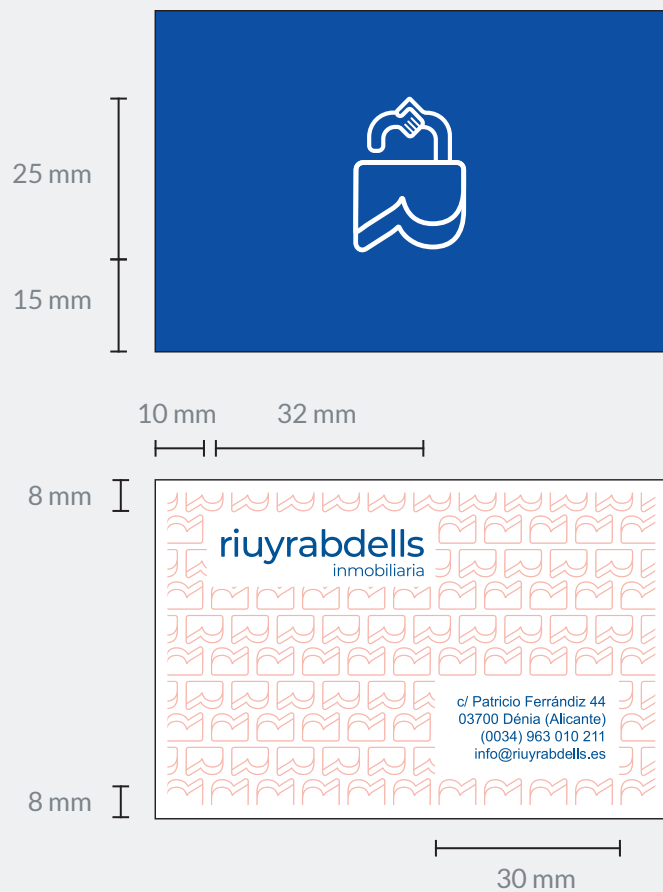 25 mm
15 mm
10 mm
32 mm
8 mm
riuyrabdells
inmobiliaria
c/ Patricio Ferrándiz 44
03700 Dénia (Alicante)
(0034) 963 010 211
info@riuyrabdells.es
8 mm
30 mm